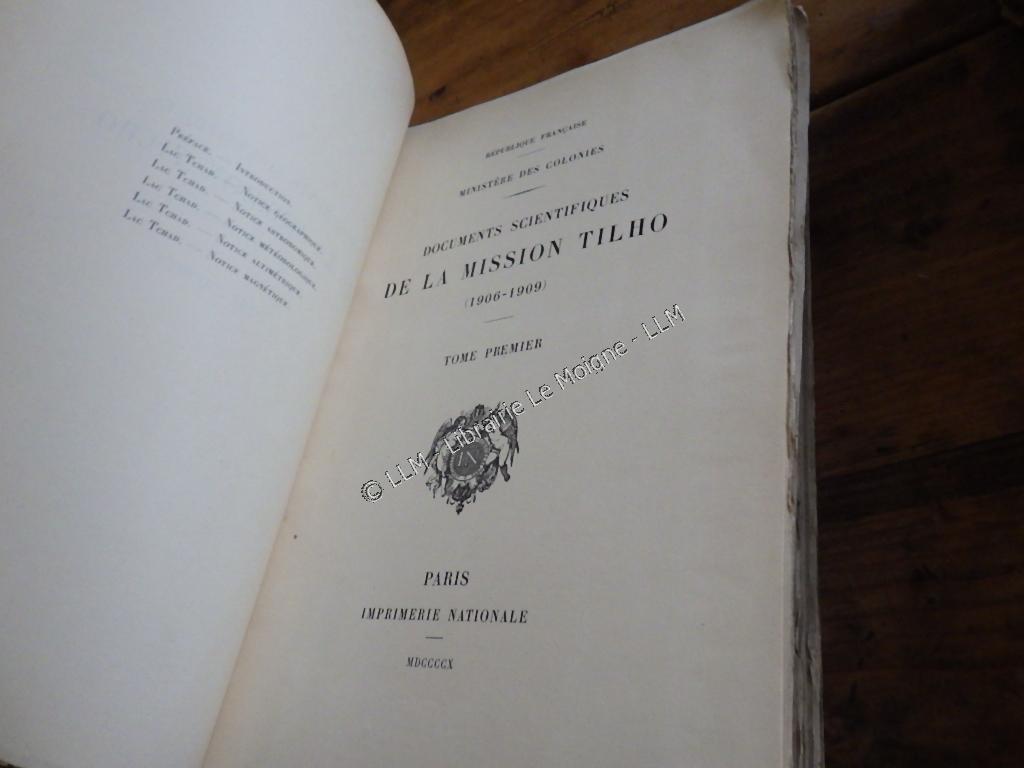 PRÉFACE. — INTRODUCTION.
LAC TCHAD. — NOTICE GÉOGRAPHIQUE.
LAC TCHAD. — NOTICE ASTRONOMIQUE.
LAC TCHAD. — NOTICE MÉTÉOROLOGIQUE.
LAC TCHAD. — NOTICE ALTIMÉTRIQUE.
LAC TCHAD. — NOTICE MAGNÉTIQUE.
RÉPUBLIQUE FRANÇAISE
MINISTÈRE DES COLONIES
DOCUMENTS SCIENTIFIQUES
DE LA MISSION TILHO
(1906-1909)
TOME PREMIER
© LLM - Librairie Le Moigne - LLM
PARIS
IMPRIMERIE NATIONALE
MDCCCCX